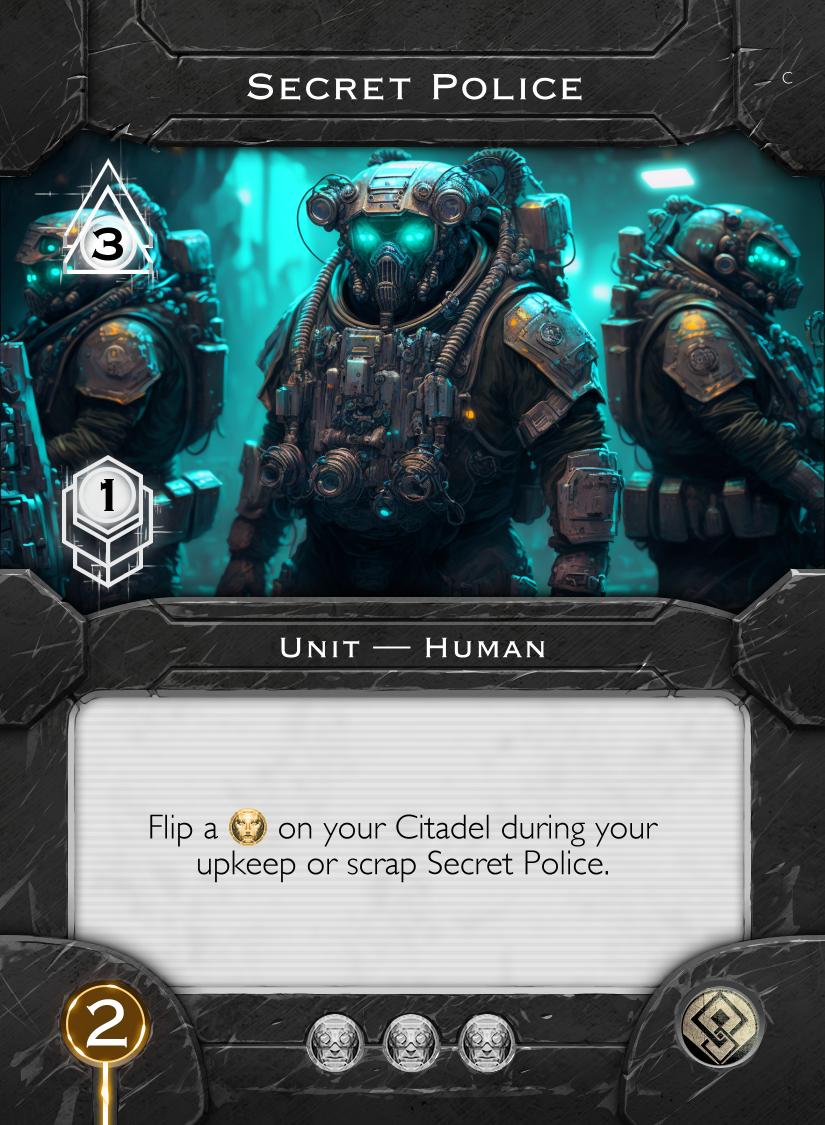 Secret Police
C
3
1
Unit — Human
Flip a on your Citadel during your
upkeep or scrap Secret Police.
2